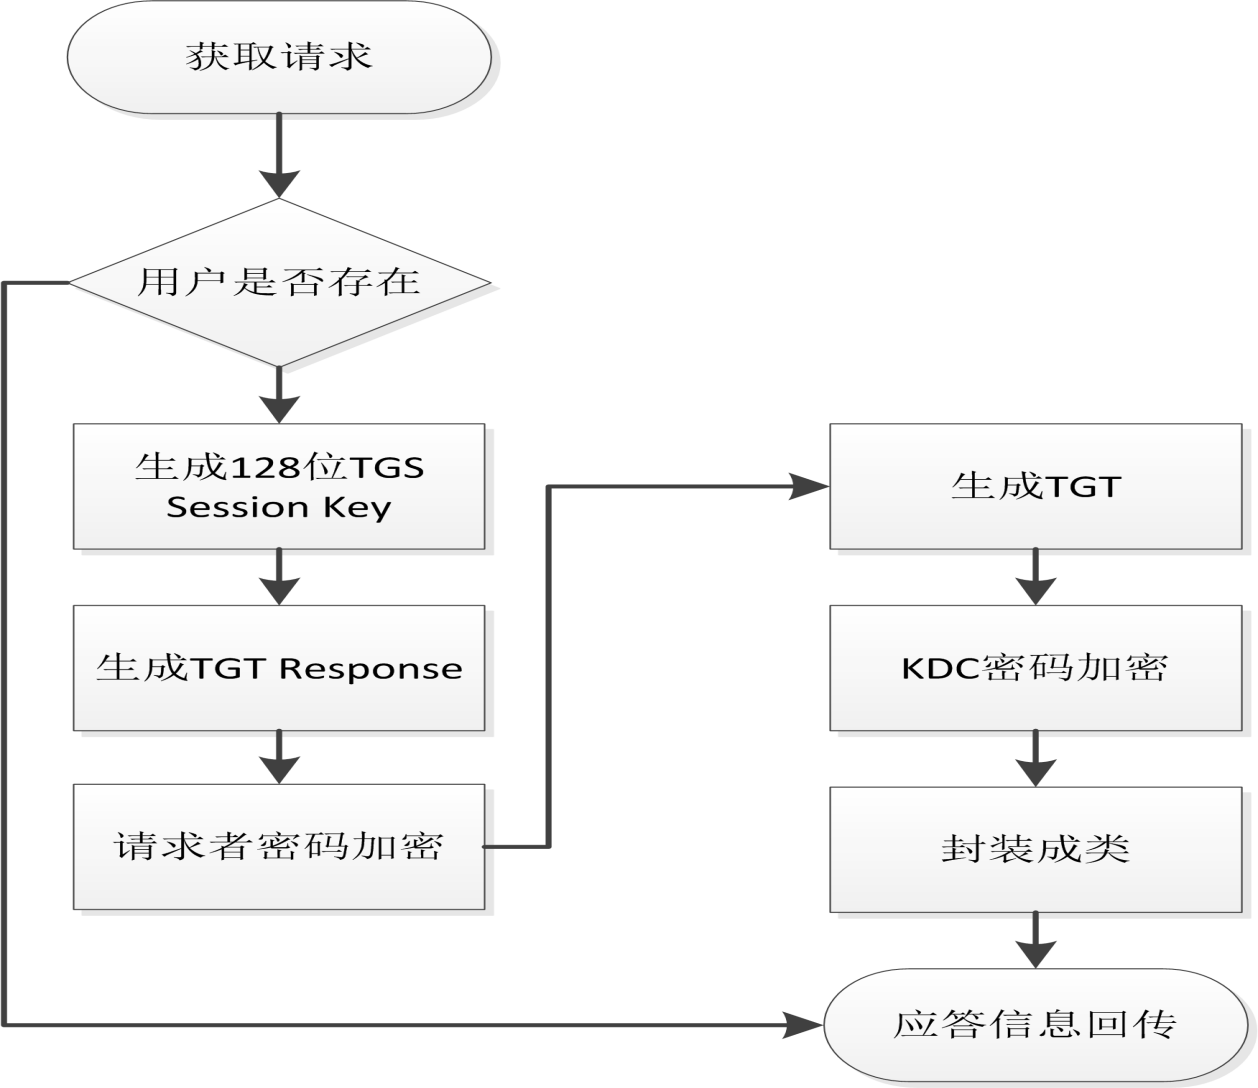 获取请求
用户是否存在
生成128位TGS
Session Key
生成TGT Response
请求者密码加密
生成TGT
KDC密码加密
封装成类
应答信息回传